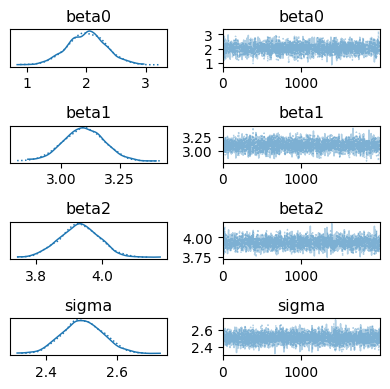 beta0 beta0
3
2
1
1 2 3 0 1000
beta1 beta1
3.25
3.00
3.00 3.25 0 1000
beta2 beta2
4.00
3.75
3.8 4.0 0 1000
sigma sigma
2.6
2.4
2.4 2.6 0 1000